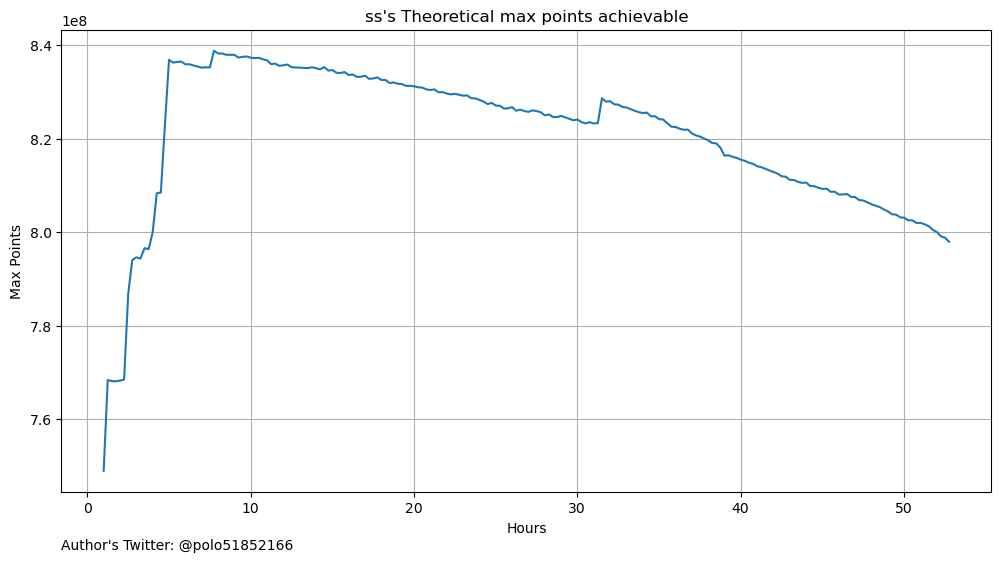 ss's Theoretical max points achievable
1e8
8.4
8.2
8.0
7.8
7.6
Max Points
0 10 20 30 40 50
Hours
Author's Twitter: @polo51852166